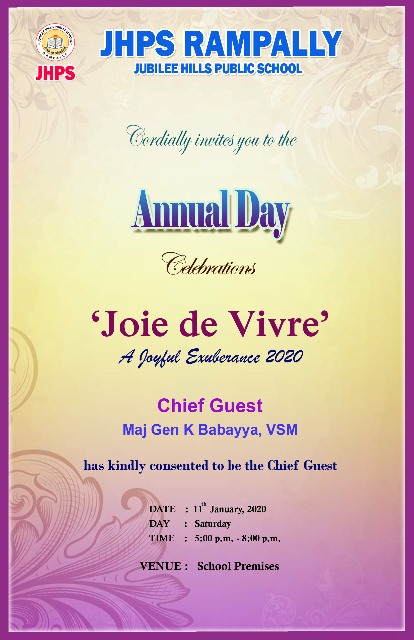 JHPS RAMPALLY
JUBILEE HILLS PUBLIC SCHOOL
JHPS
Cordially invites you to the
Annual Day
Celebrations
‘Joie de Vivre’
A Joyful Exuberance 2020
Chief Guest
Maj Gen K Babayya, VSM
has kindly consented to be the Chief Guest
DATE : 11th January, 2020
DAY : Saturday
TIME : 5:00 p.m. - 8:00 p.m.
VENUE : School Premises